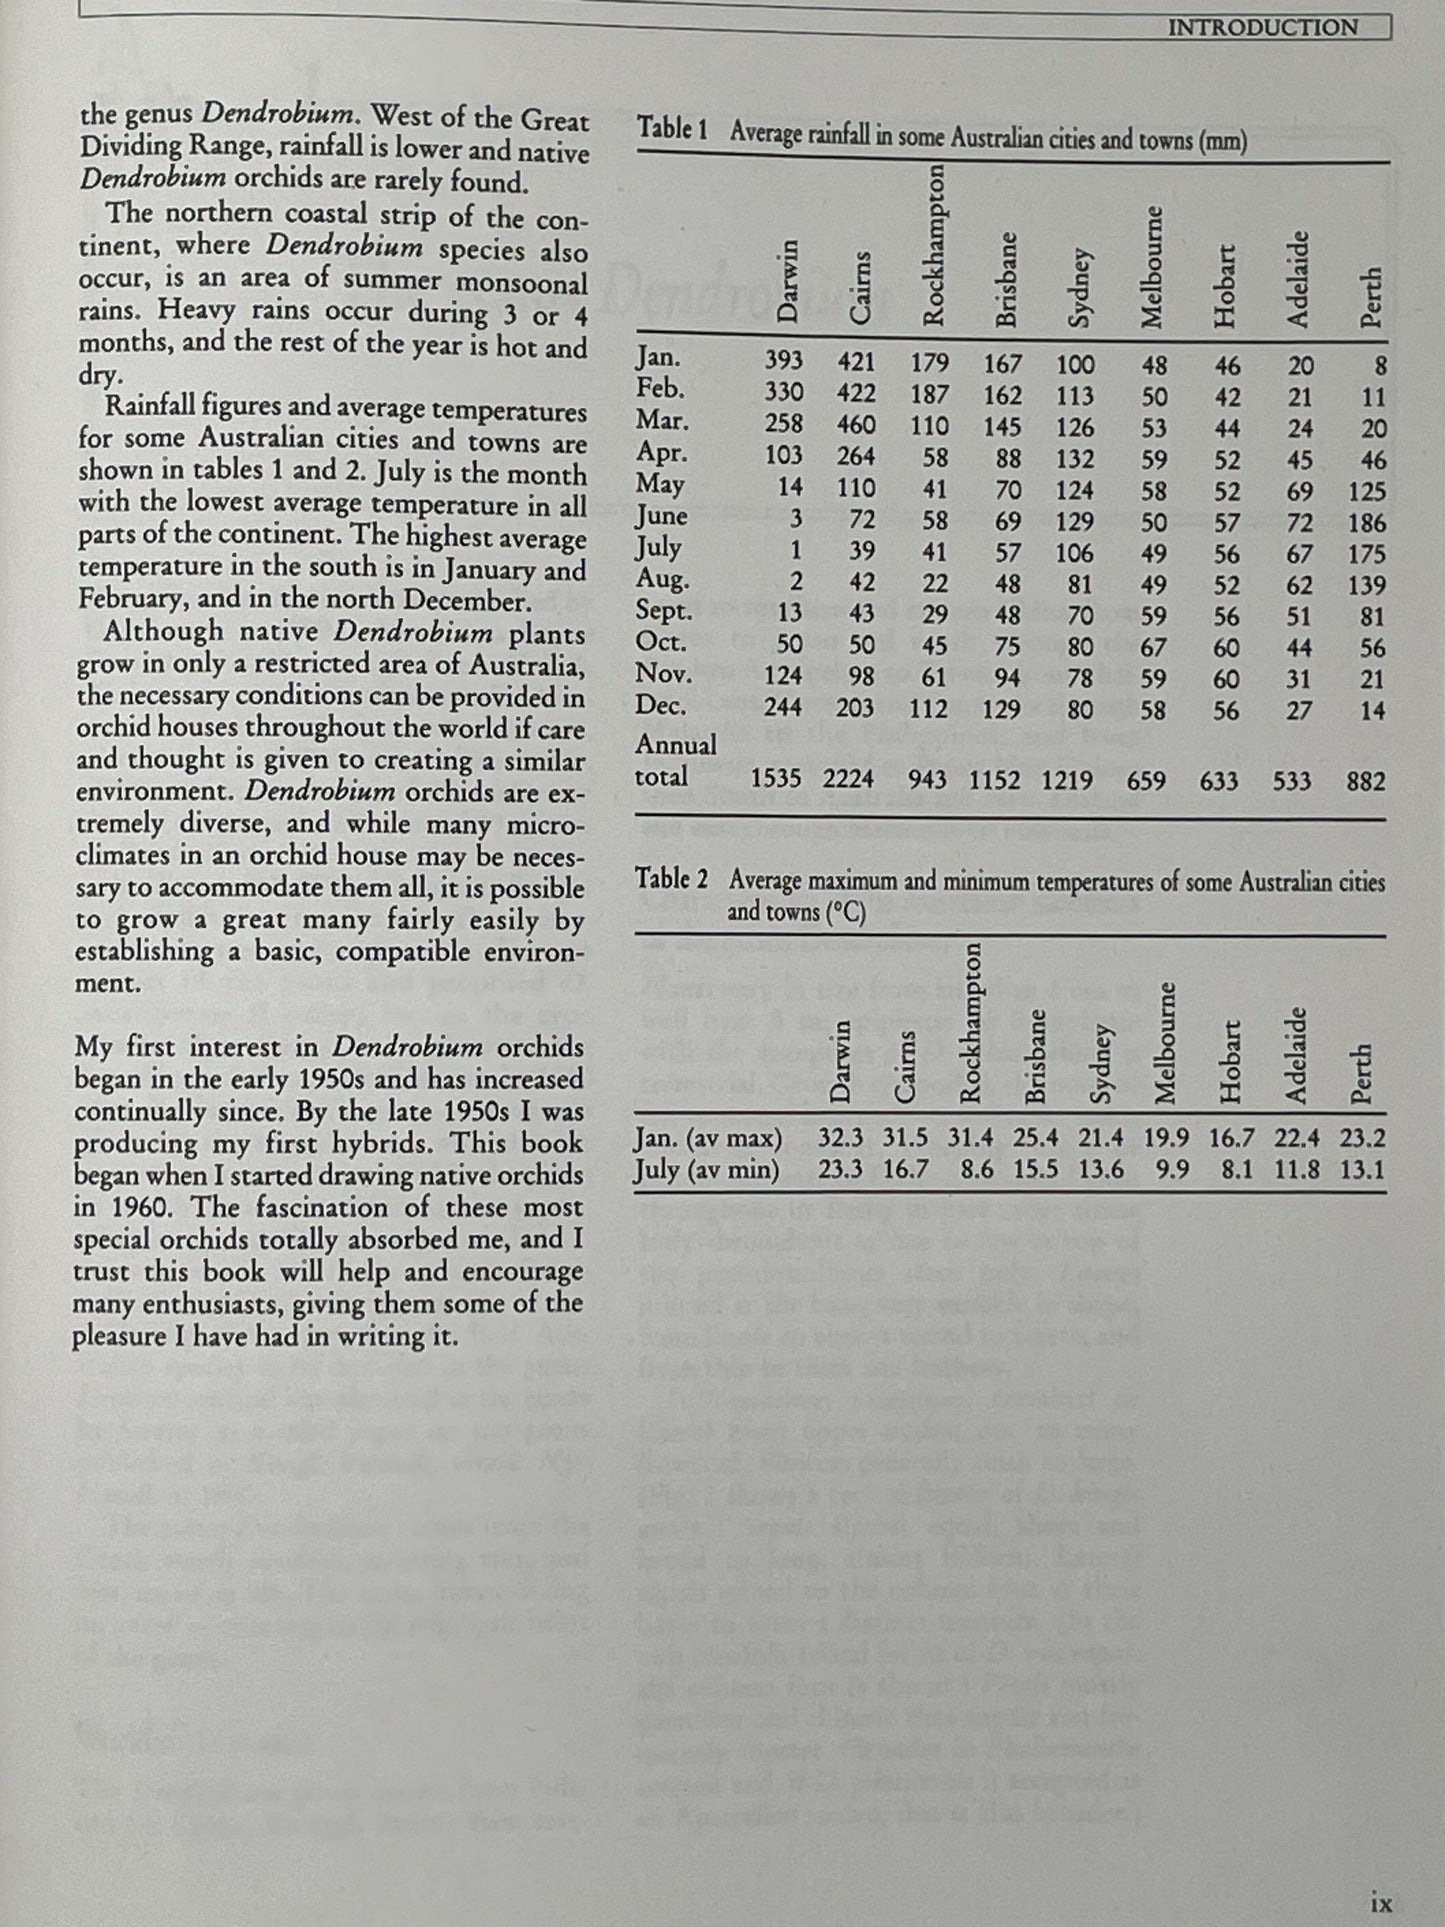 INTRODUCTION
the genus Dendrobium. West of the Great
Dividing Range, rainfall is lower and native
Dendrobium orchids are rarely found.
The northern coastal strip of the con-
tinent, where Dendrobium species also
occur, is an area of summer monsoonal
rains. Heavy rains occur during 3 or 4
months, and the rest of the year is hot and
dry.
Rainfall figures and average temperatures
for some Australian cities and towns are
shown in tables 1 and 2. July is the month
with the lowest average temperature in all
parts of the continent. The highest average
temperature in the south is in January and
February, and in the north December.
Although native Dendrobium plants
grow in only a restricted area of Australia,
the necessary conditions can be provided in
orchid houses throughout the world if care
and thought is given to creating a similar
environment. Dendrobium orchids are ex-
tremely diverse, and while many micro-
climates in an orchid house may be neces-
sary to accommodate them all, it is possible
to grow a great many fairly easily by
establishing a basic, compatible environ-
ment.
My first interest in Dendrobium orchids
began in the early 1950s and has increased
continually since. By the late 1950s I was
producing my first hybrids. This book
began when I started drawing native orchids
in 1960. The fascination of these most
special orchids totally absorbed me, and I
trust this book will help and encourage
many enthusiasts, giving them some of the
pleasure I have had in writing it.
Table 1 Average rainfall in some Australian cities and towns (mm)
Darwin Cairns Rockhampton Brisbane Sydney Melbourne Hobart Adelaide Perth
Jan. 393 421 179 167 100 48 46 20 8
Feb. 330 422 187 162 113 50 42 21 11
Mar. 258 460 110 145 126 53 44 24 20
Apr. 103 264 58 88 132 59 52 45 46
May 14 110 41 70 124 58 52 69 125
June 3 72 58 69 129 50 57 72 186
July 1 39 41 57 106 49 56 67 175
Aug. 2 42 22 48 81 49 52 62 139
Sept. 13 43 29 48 70 59 56 51 81
Oct. 50 50 45 75 80 67 60 44 56
Nov. 124 98 61 94 78 59 60 31 21
Dec. 244 203 112 129 80 58 56 27 14
Annual
total 1535 2224 943 1152 1219 659 633 533 882
Table 2 Average maximum and minimum temperatures of some Australian cities
and towns (°C)
Darwin Cairns Rockhampton Brisbane Sydney Melbourne Hobart Adelaide Perth
Jan. (av max) 32.3 31.5 31.4 25.4 21.4 19.9 16.7 22.4 23.2
July (av min) 23.3 16.7 8.6 15.5 13.6 9.9 8.1 11.8 13.1
ix